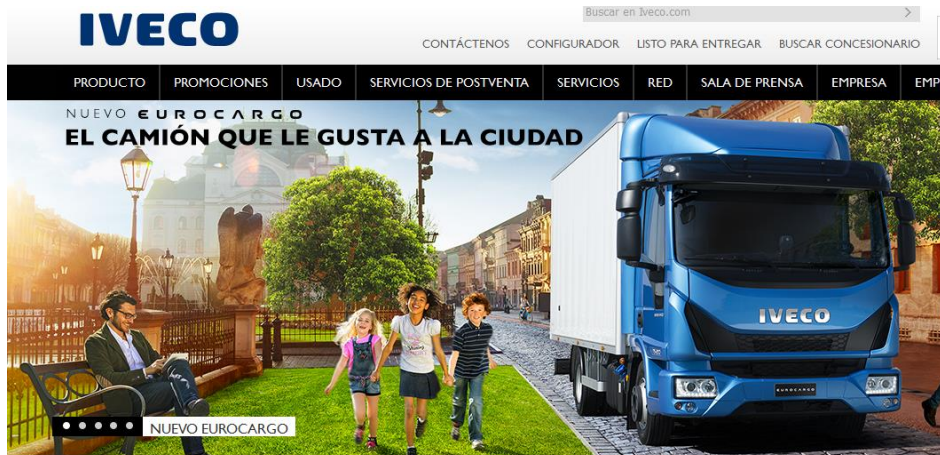 IVECO
Buscar en Iveco.com
CONTÁCTENOS CONFIGURADOR LISTO PARA ENTREGAR BUSCAR CONCESIONARIO
PRODUCTO PROMOCIONES USADO SERVICIOS DE POSTVENTA SERVICIOS RED SALA DE PRENSA EMPRESA EMP
NUEVO EUROCARGO
EL CAMIÓN QUE LE GUSTA A LA CIUDAD
IVECO
EUROCARGO
NUEVO EUROCARGO